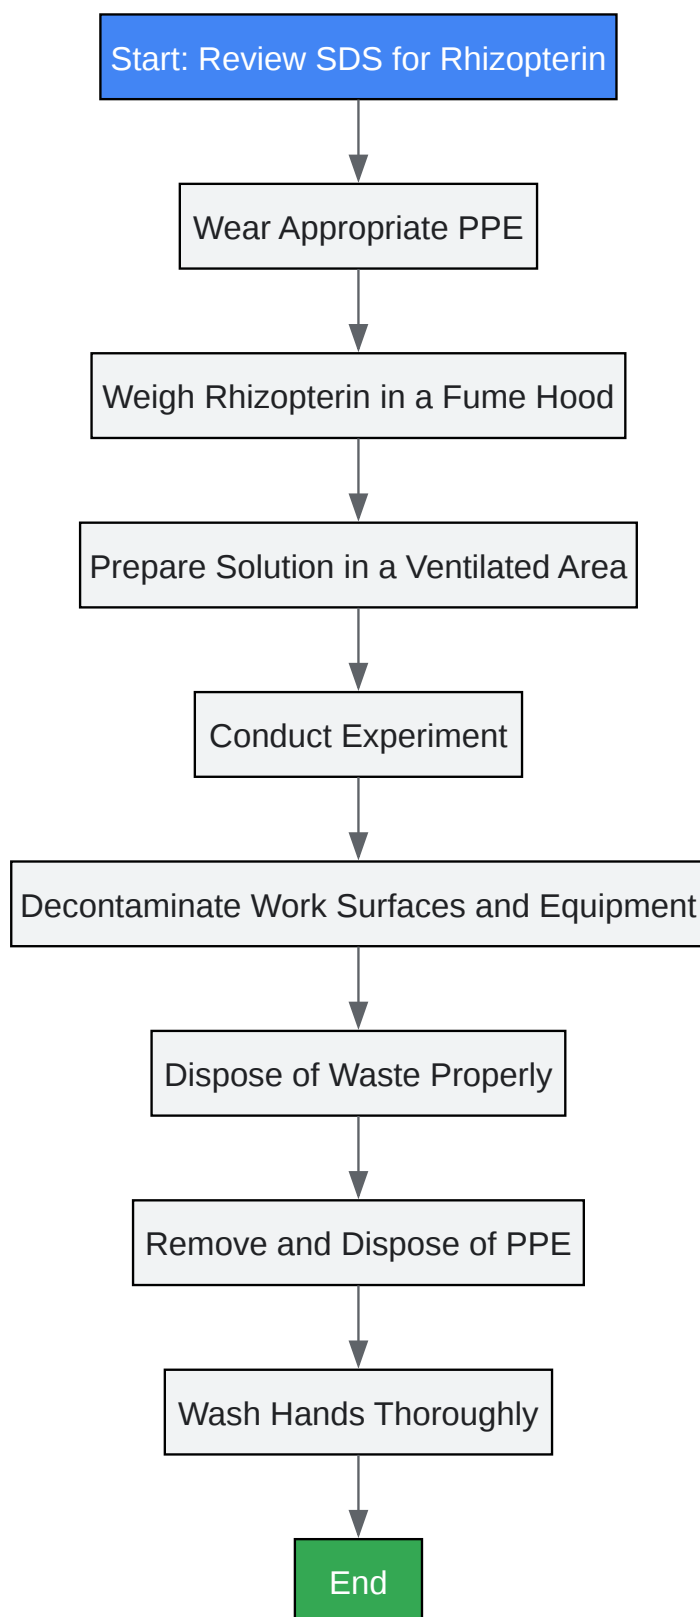 Start: Review SDS for Rhizopterin
Wear Appropriate PPE
Weigh Rhizopterin in a Fume Hood
Prepare Solution in a Ventilated Area
Conduct Experiment
Decontaminate Work Surfaces and Equipment
Dispose of Waste Properly
Remove and Dispose of PPE
Wash Hands Thoroughly
End